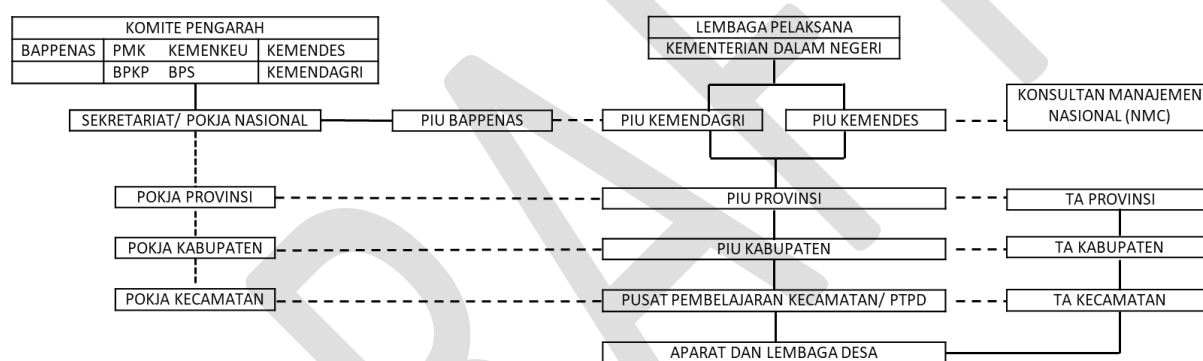 KOMITE PENGARAH
BAPPENAS PMK KEMENKEU KEMENDES
BPKP BPS KEMENDAGRI
LEMBAGA PELAKSANA
KEMENTERIAN DALAM NEGERI
SEKRETARIAT/ POKJA NASIONAL
PIU BAPPENAS
PIU KEMENDAGRI
PIU KEMENDES
KONSULTAN MANAJEMEN
NASIONAL (NMC)
POKJA PROVINSI
PIU PROVINSI
TA PROVINSI
POKJA KABUPATEN
PIU KABUPATEN
TA KABUPATEN
POKJA KECAMATAN
PUSAT PEMBELAJARAN KECAMATAN/ PTPD
TA KECAMATAN
APARAT DAN LEMBAGA DESA